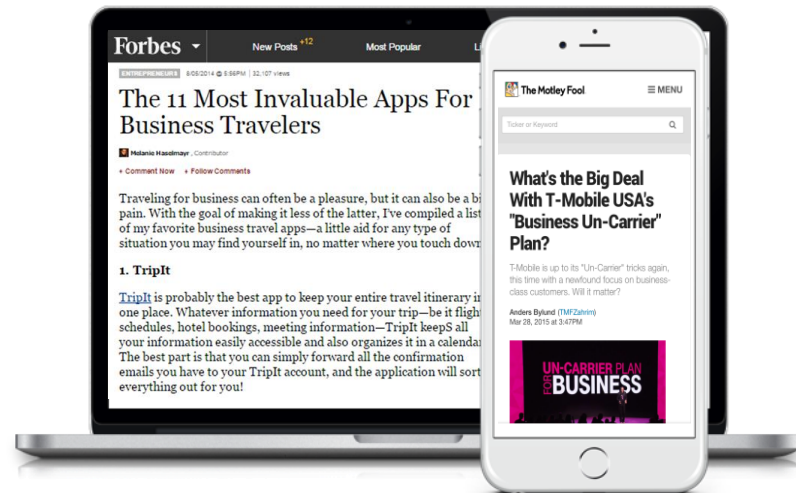 Forbes
New Posts +12
Most Popular
ENTREPRENEURS 8/05/2014 @ 5:56PM 32,107 views
The 11 Most Invaluable Apps For
Business Travelers
Melanie Haselmayr, Contributor
+ Comment Now + Follow Comments
Traveling for business can often be a pleasure, but it can also be a
pain. With the goal of making it less of the latter, I've compiled a list
of my favorite business travel apps—a little aid for any type of
situation you may find yourself in, no matter where you touch down
1. TripIt
TripIt is probably the best app to keep your entire travel itinerary in
one place. Whatever information you need for your trip—be it flight
schedules, hotel bookings, meeting information—TripIt keepS all
your information easily accessible and also organizes it in a calendar
The best part is that you can simply forward all the confirmation
emails you have to your TripIt account, and the application will sort
everything out for you!
The Motley Fool
MENU
Ticker or Keyword
What's the Big Deal
With T-Mobile USA's
"Business Un-Carrier"
Plan?
T-Mobile is up to its "Un-Carrier" tricks again,
this time with a newfound focus on business-
class customers. Will it matter?
Anders Bylund (TMFZahrim)
Mar 28, 2015 at 3:47PM
UN-CARRIER PLAN
FOR BUSINESS